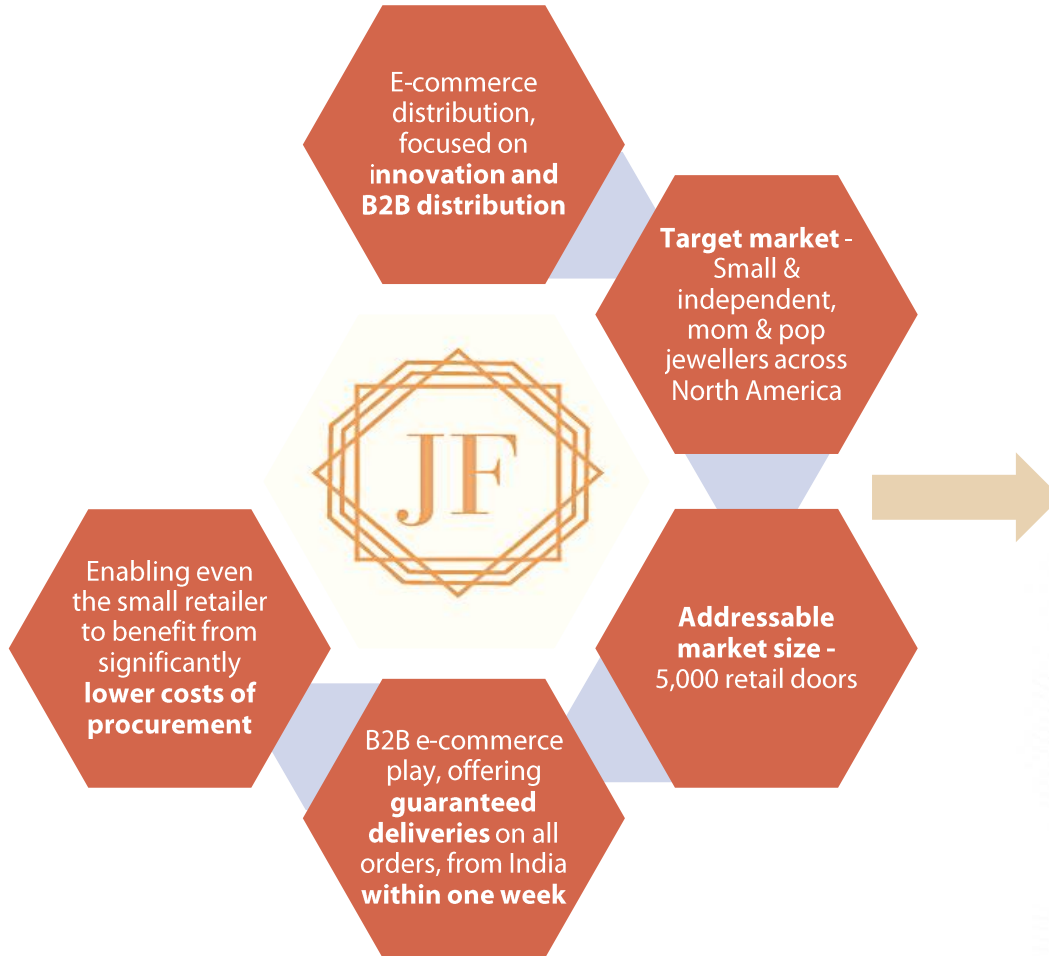 E-commerce
distribution,
focused on
innovation and
B2B distribution
Target market -
Small &
independent,
mom & pop
jewellers across
North America
JF
Addressable
market size -
5,000 retail doors
B2B e-commerce
play, offering
guaranteed
deliveries on all
orders, from India
within one week
Enabling even
the small retailer
to benefit from
significantly
lower costs of
procurement